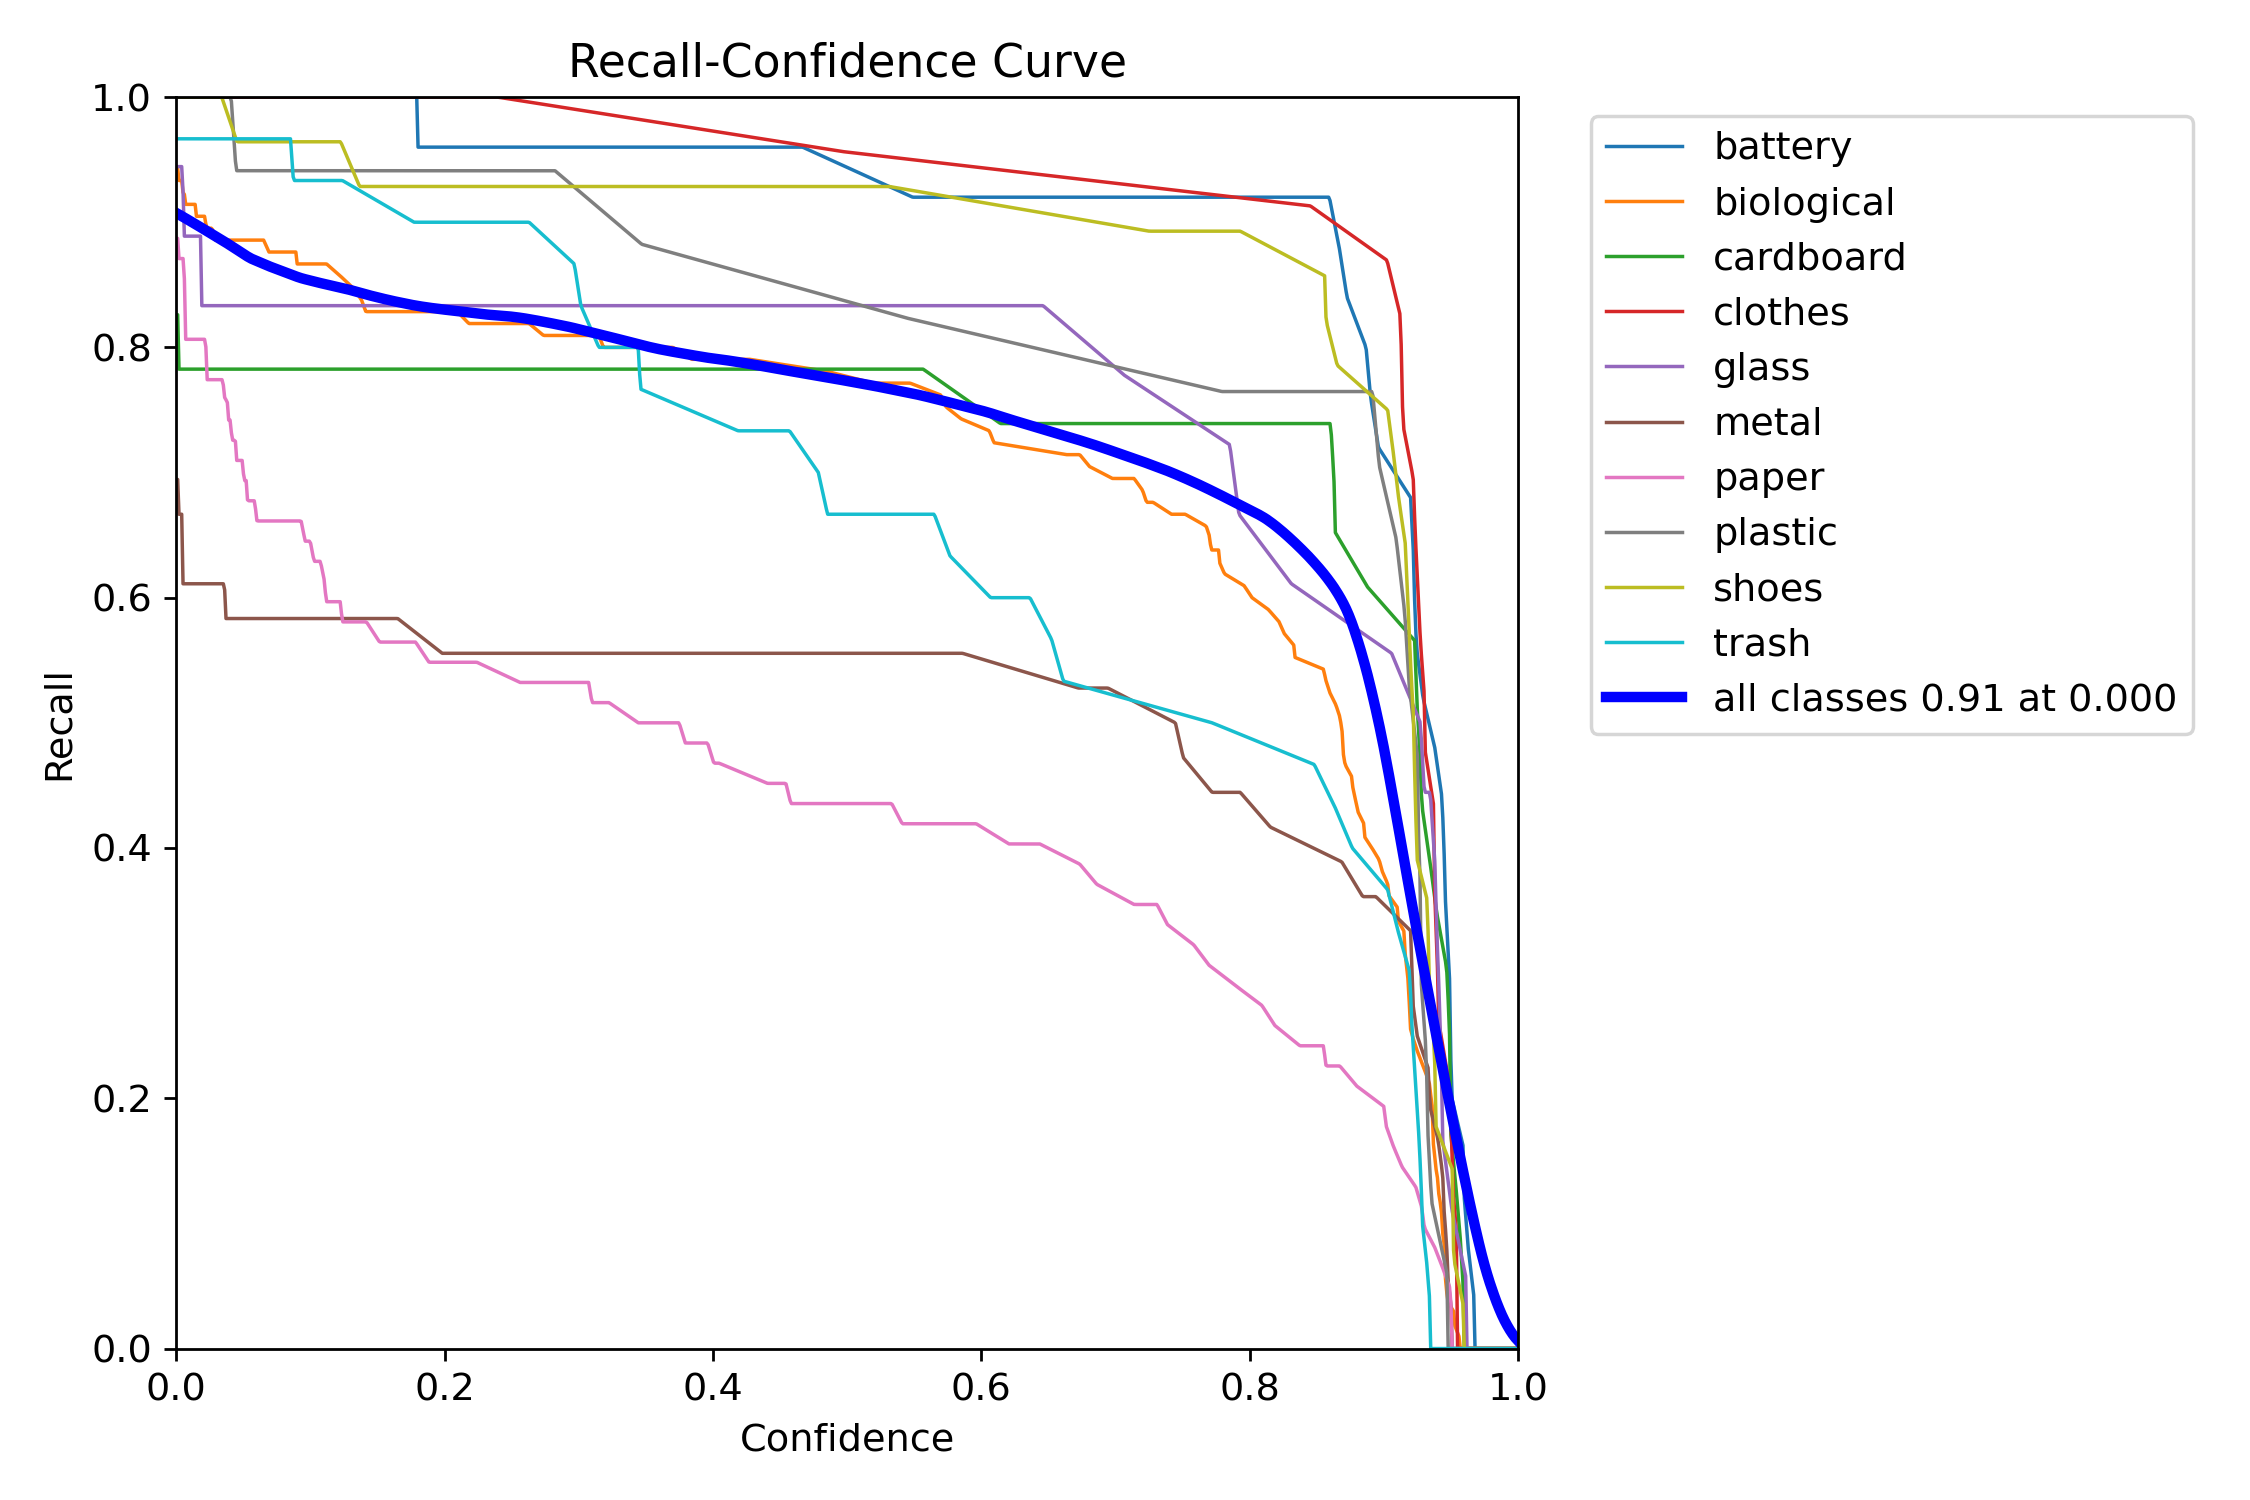 Recall-Confidence Curve
1.0
0.8
0.6
0.4
0.2
0.0
Recall
0.0 0.2 0.4 0.6 0.8 1.0
Confidence
battery
biological
cardboard
clothes
glass
metal
paper
plastic
shoes
trash
all classes 0.91 at 0.000